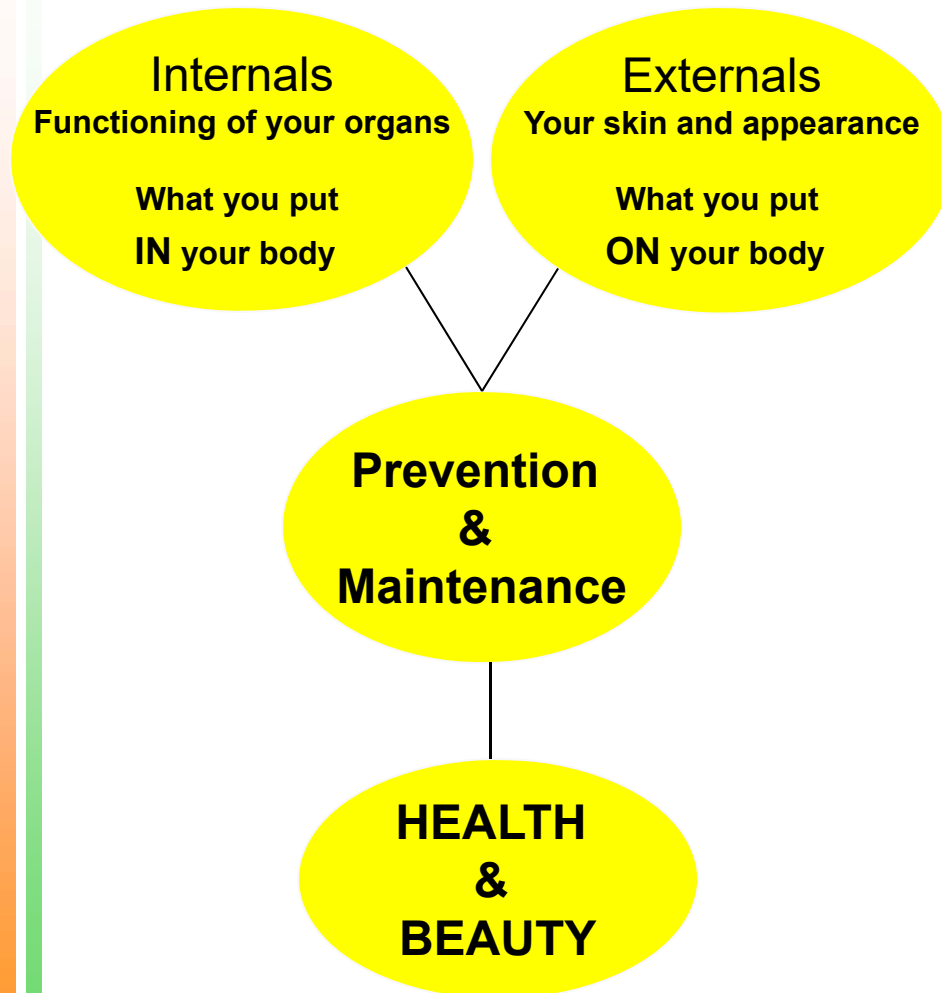 Internals
Functioning of your organs
What you put
IN your body
Externals
Your skin and appearance
What you put
ON your body
Prevention
&
Maintenance
HEALTH
&
BEAUTY